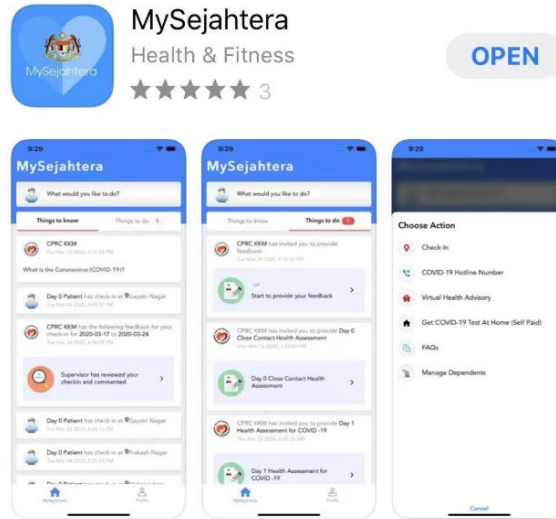 MySejahtera
Health & Fitness
OPEN
3
MySejahtera
9:29
MySejahtera
What would you like to do?
Things to know
Things to do 1
CPRC KKM
What is the Coronavirus (COVID-19)?
Day 0 Patient has check-in at Gayatri Nagar
CPRC KKM has the following feedback for your
check-in for 2020-03-17 to 2020-03-24
Supervisor has reviewed your
checkin and commented
Day 0 Patient has check-in at Gayatri Nagar
Day 0 Patient has check-in at Prakash Nagar
MySejahtera
Profile
9:29
MySejahtera
What would you like to do?
Things to know
Things to do
CPRC KKM has invited you to provide
feedback.
Start to provide your feedback
CPRC KKM has invited you to provide Day 0
Close Contact Health Assessment
Day 0 Close Contact Health
Assessment
CPRC KKM has invited you to provide Day 1
Health Assessment for COVID -19
Day 1 Health Assessment for
COVID -19
MySejahtera
Profile
9:29
Choose Action
Check-In
COVID-19 Hotline Number
Virtual Health Advisory
Get COVID-19 Test At Home (Self Paid)
FAQs
Manage Dependents
Cancel